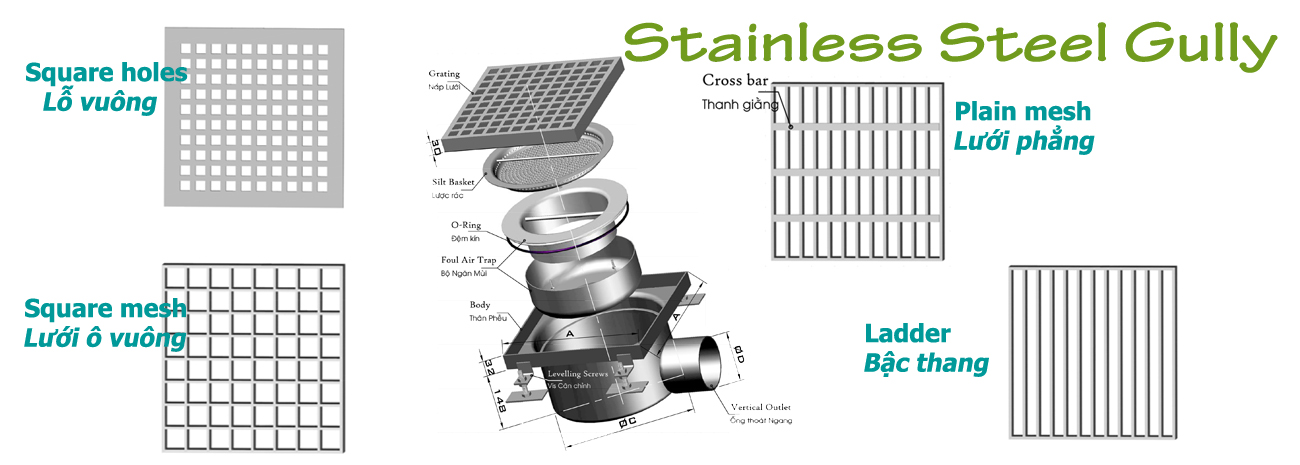 Stainless Steel Gully
Square holes
Lỗ vuông
Grating
Nắp Lưới
30
Silt Basket
Lược rác
O-Ring
Đệm kín
Foul Air Trap
Bộ Ngăn Mùi
Body
Thân Phễu
A
A
32
148
Levelling Screws
Vis Cân chỉnh
ØC
ØD
Vertical Outlet
Ống thoát Ngang
Cross bar
Thanh giằng
Plain mesh
Lưới phẳng
Square mesh
Lưới ô vuông
Ladder
Bậc thang